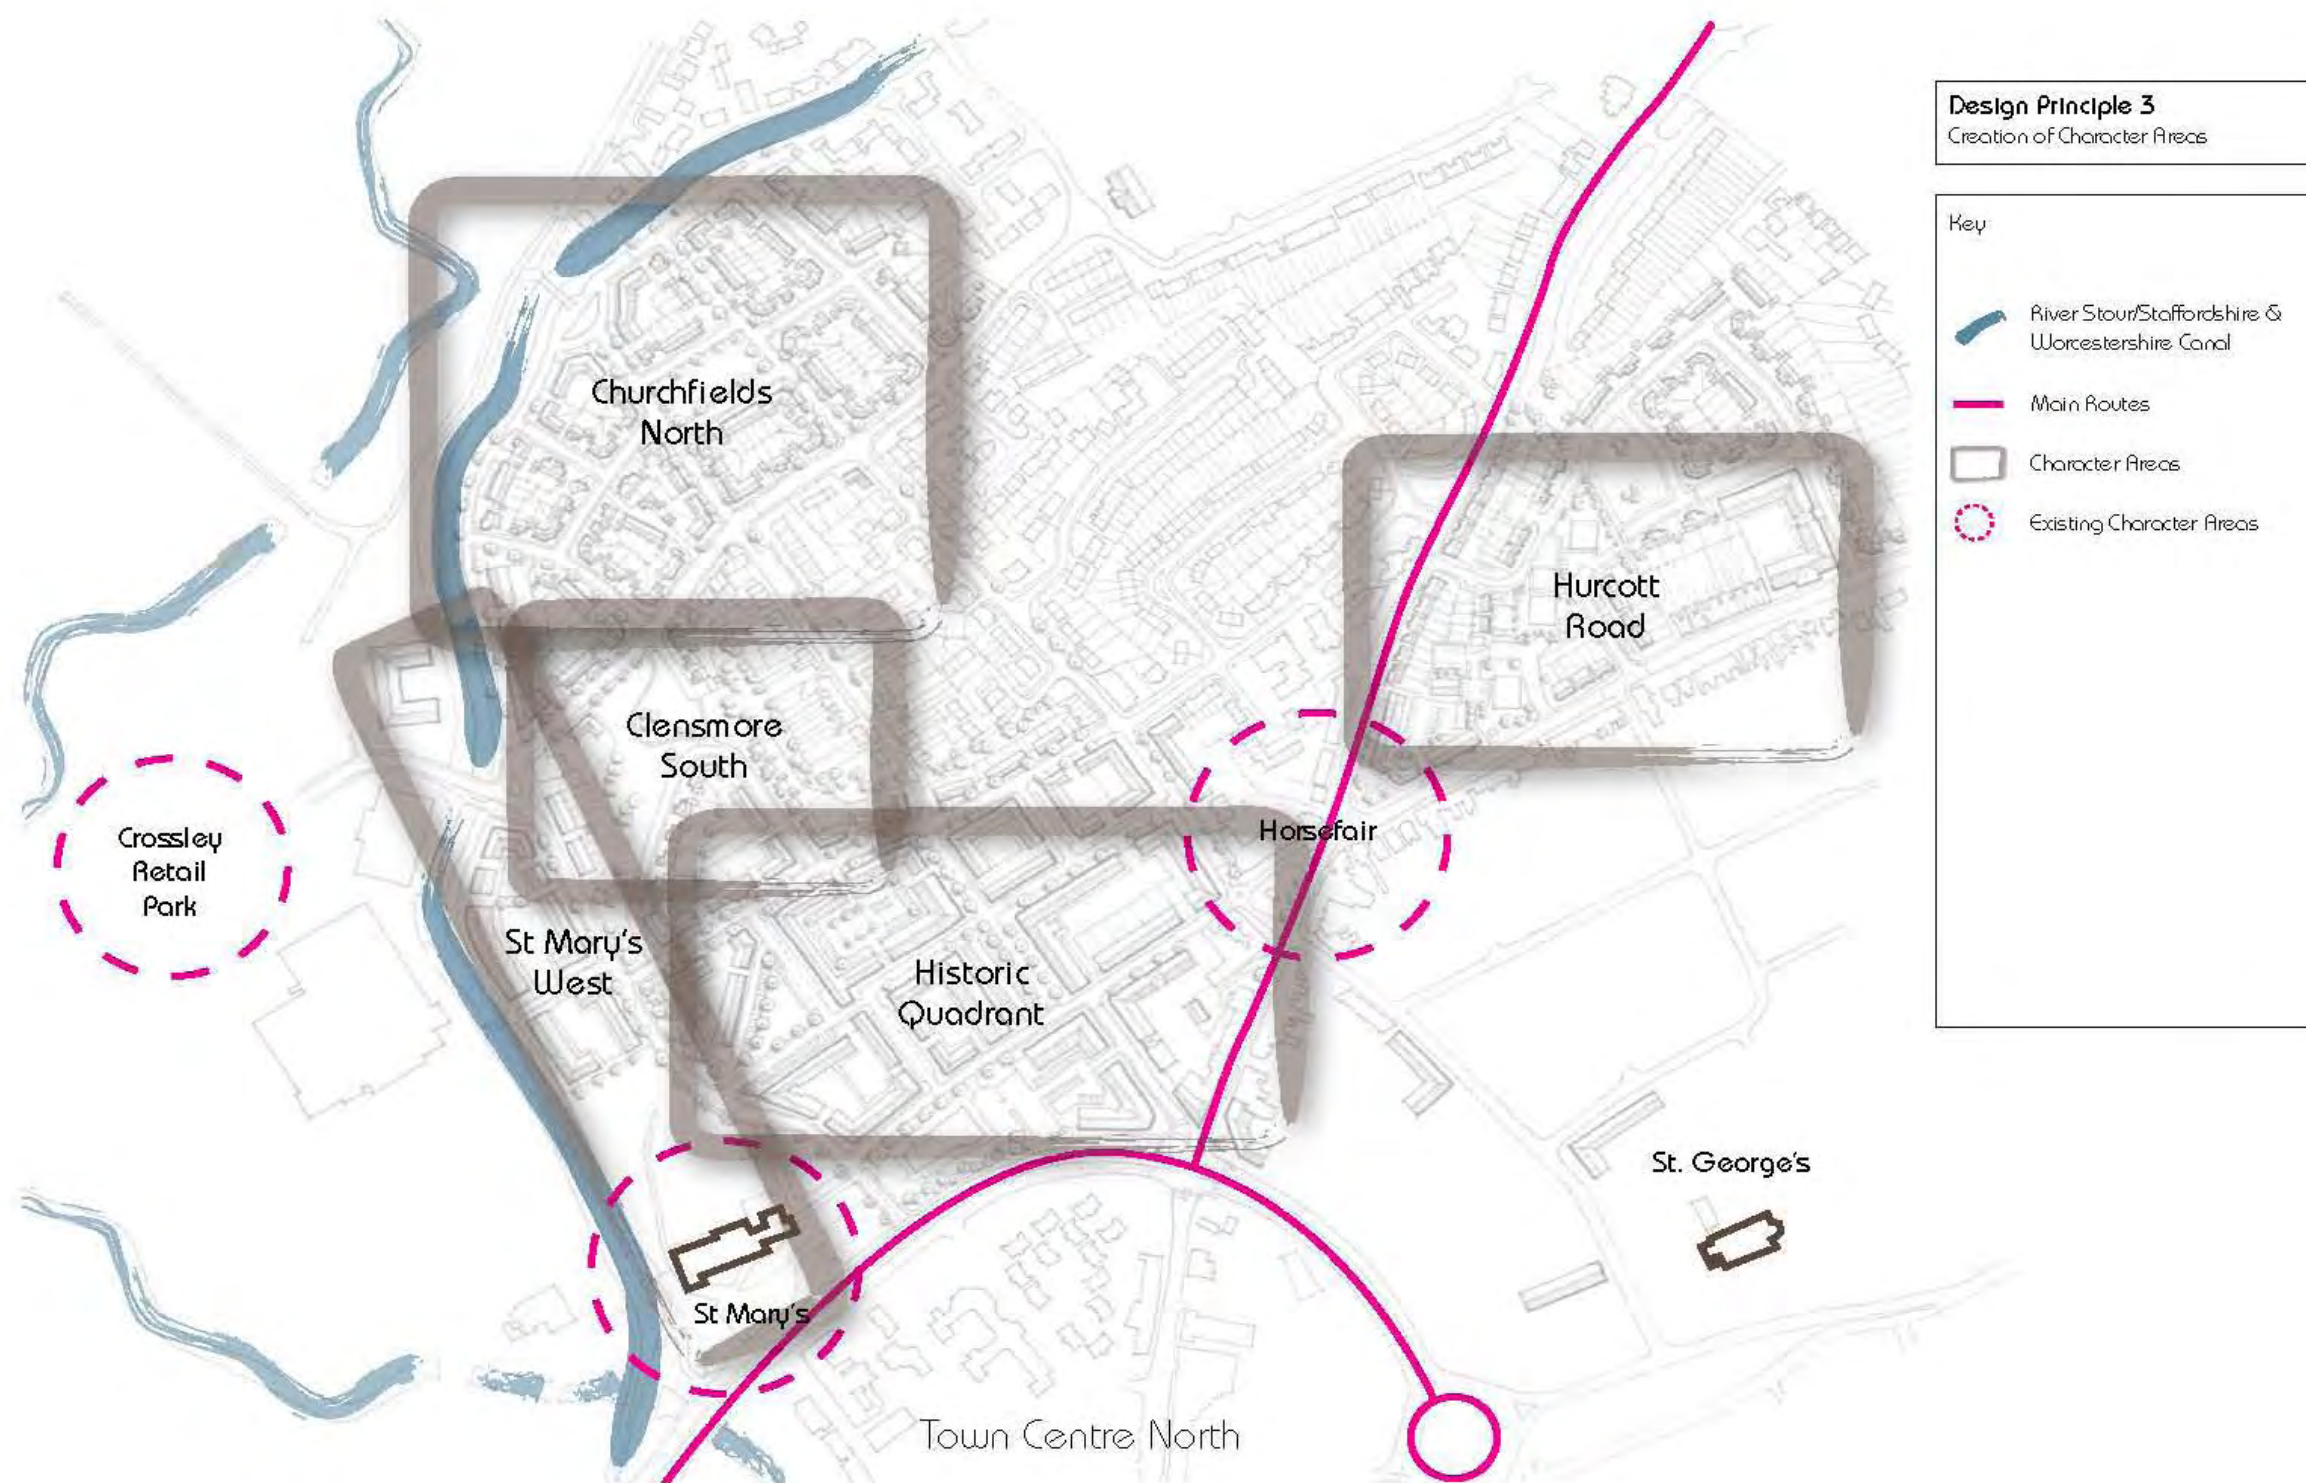 Design Principle 3
Creation of Character Areas
Key
River Stour/Staffordshire &
Worcestershire Canal
Main Routes
Character Areas
Existing Character Areas
Churchfields
North
Hurcott
Road
Clensmore
South
Horsefair
Crossley
Retail
Park
St Mary's
West
Historic
Quadrant
St. George's
St Mary's
Town Centre North